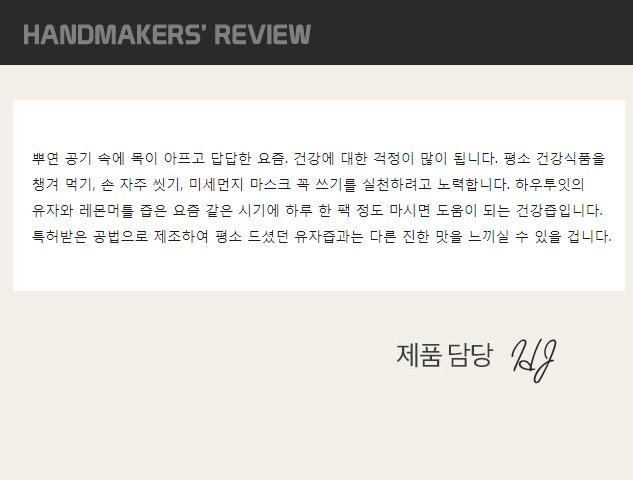 HANDMAKERS’ REVIEW
뿌연 공기 속에 목이 아프고 답답한 요즘. 건강에 대한 걱정이 많이 됩니다. 평소 건강식품을
챙겨 먹기, 손 자주 씻기, 미세먼지 마스크 꼭 쓰기를 실천하려고 노력합니다. 하우투잇의
유자와 레몬머틀 즙은 요즘 같은 시기에 하루 한 팩 정도 마시면 도움이 되는 건강즙입니다.
특허받은 공법으로 제조하여 평소 드셨던 유자즙과는 다른 진한 맛을 느끼실 수 있을 겁니다.
제품 담당 HJ